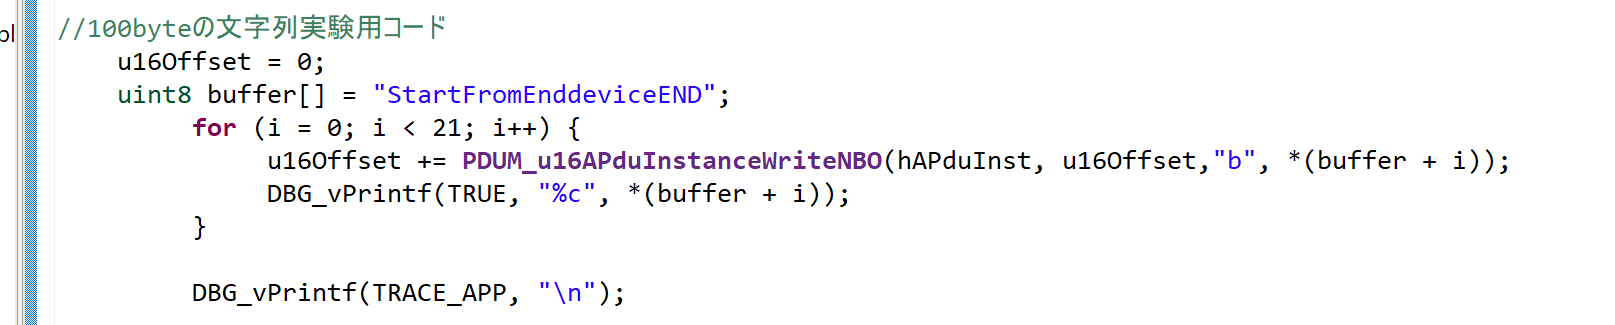 pl
//100byteの文字列実験用コード
u16Offset = 0;
uint8 buffer[] = "StartFromEnddeviceEND";
for (i = 0; i < 21; i++) {
u16Offset += PDUM_u16APduInstanceWriteNBO(hAPduInst, u16Offset,"b", *(buffer + i));
DBG_vPrintf(TRUE, "%c", *(buffer + i));
}
DBG_vPrintf(TRACE_APP, "\n");